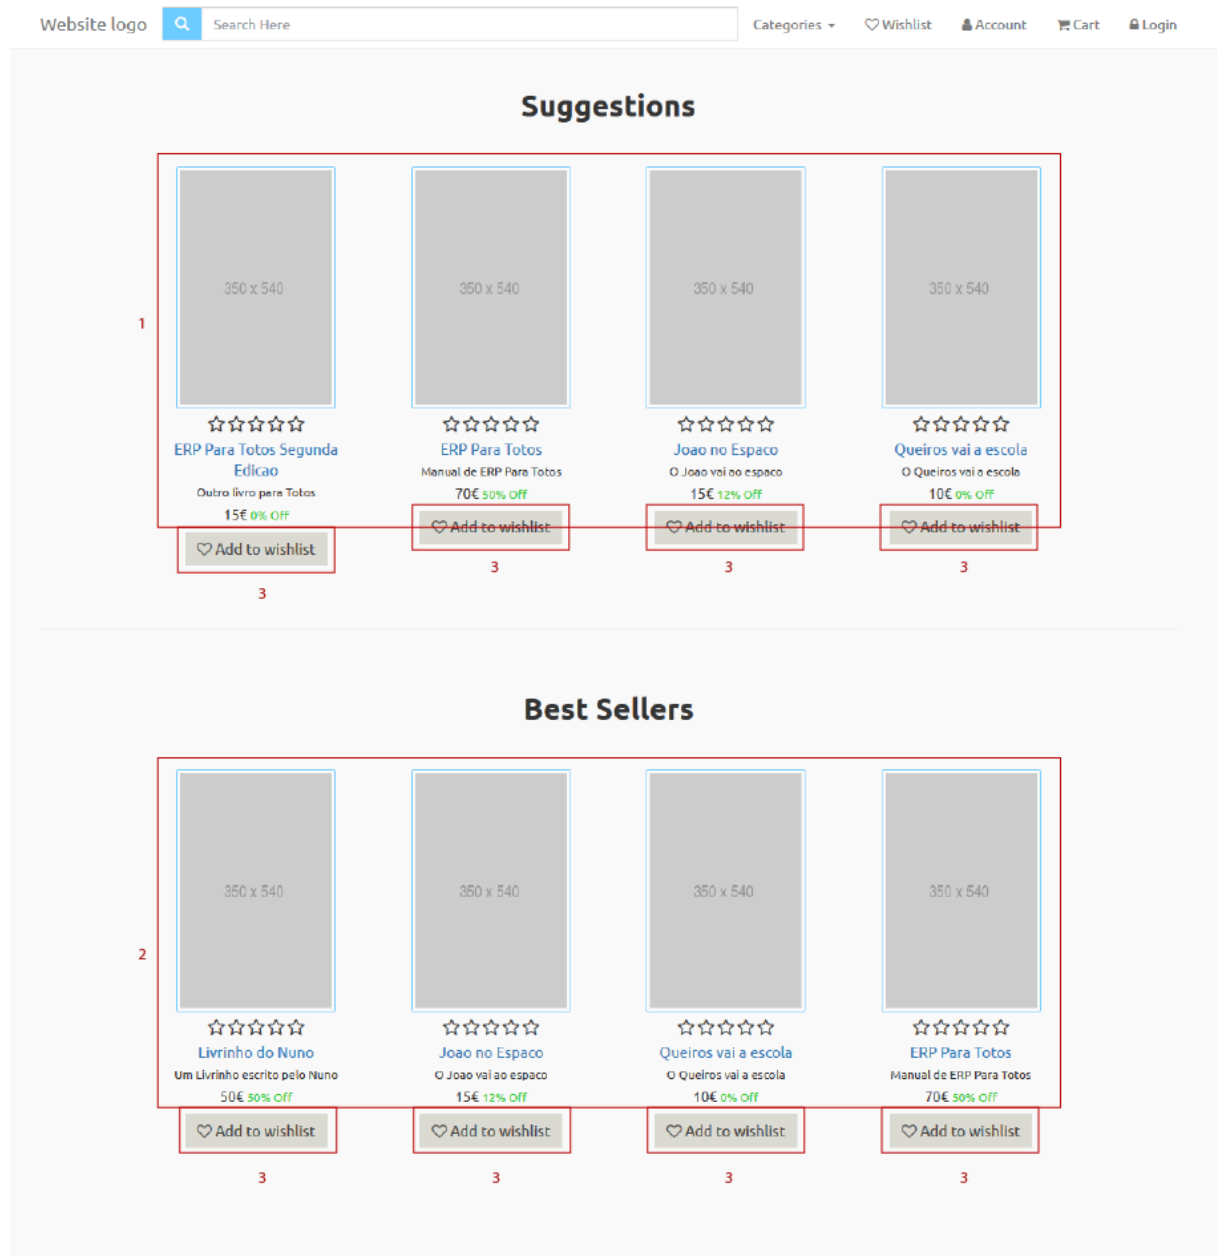 Website logo Search Here Categories Wishlist Account Cart Login
Suggestions
350 x 540 350 x 540 350 x 540 350 x 540
1
ERP Para Totos Segunda Edicao
Outro livro para Totos
15€ 0% Off
Add to wishlist
3
ERP Para Totos
Manual de ERP Para Totos
70€ 50% Off
Add to wishlist
3
Joao no Espaco
O Joao vai ao espaco
15€ 12% Off
Add to wishlist
3
Queiros vai a escola
O Queiros vai a escola
10€ 0% Off
Add to wishlist
3
Best Sellers
350 x 540 350 x 540 350 x 540 350 x 540
2
Livrinho do Nuno
Um Livrinho escrito pelo Nuno
50€ 50% Off
Add to wishlist
3
Joao no Espaco
O Joao vai ao espaco
15€ 12% Off
Add to wishlist
3
Queiros vai a escola
O Queiros vai a escola
10€ 0% Off
Add to wishlist
3
ERP Para Totos
Manual de ERP Para Totos
70€ 50% Off
Add to wishlist
3